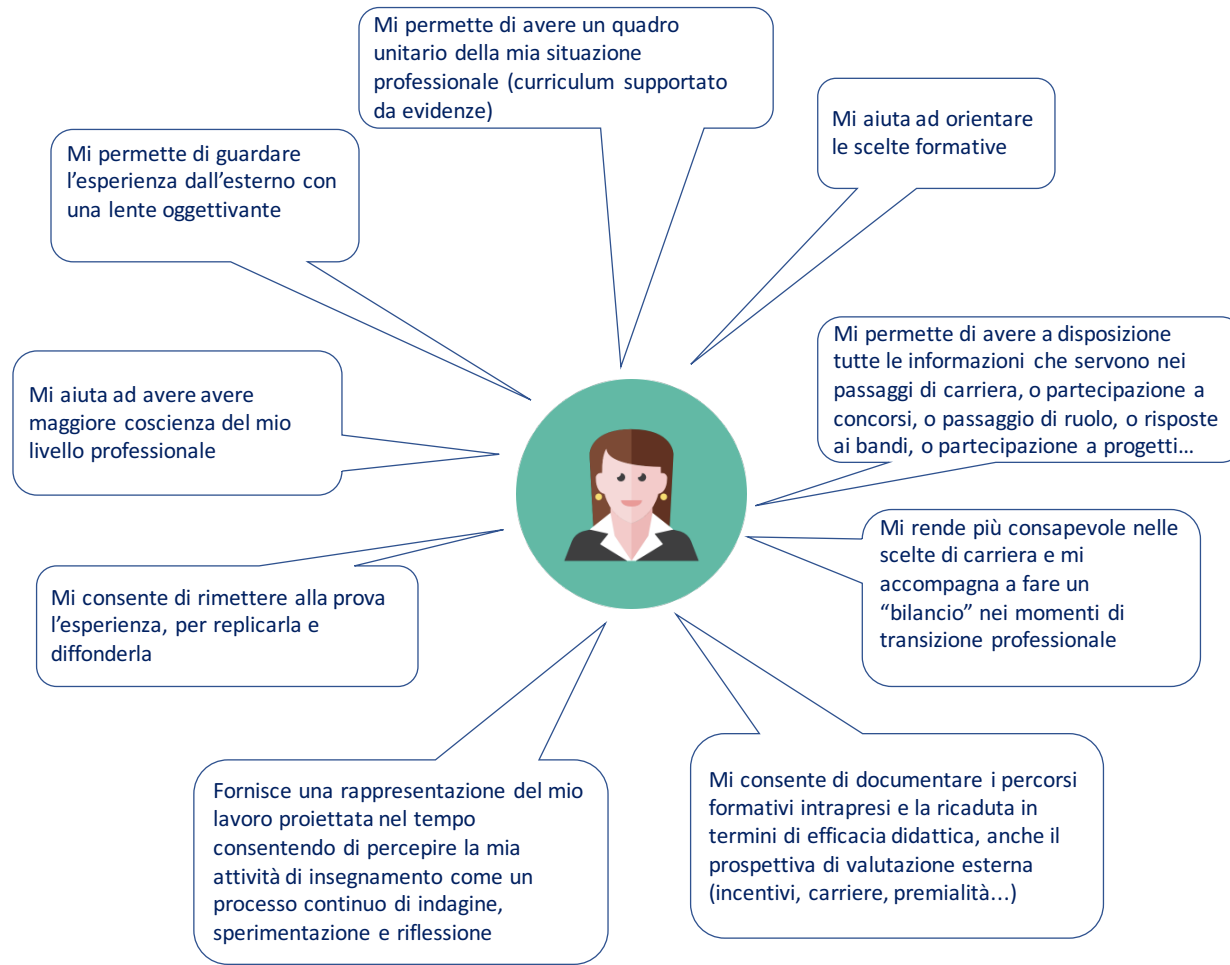 Mi permette di avere un quadro
unitario della mia situazione
professionale (curriculum supportato
da evidenze)
Mi aiuta ad orientare
le scelte formative
Mi permette di guardare
l’esperienza dall’esterno con
una lente oggettivante
Mi permette di avere a disposizione
tutte le informazioni che servono nei
passaggi di carriera, o partecipazione a
concorsi, o passaggio di ruolo, o risposte
ai bandi, o partecipazione a progetti…
Mi aiuta ad avere avere
maggiore coscienza del mio
livello professionale
Mi rende più consapevole nelle
scelte di carriera e mi
accompagna a fare un
“bilancio” nei momenti di
transizione professionale
Mi consente di rimettere alla prova
l’esperienza, per replicarla e
diffonderla
Fornisce una rappresentazione del mio
lavoro proiettata nel tempo
consentendo di percepire la mia
attività di insegnamento come un
processo continuo di indagine,
sperimentazione e riflessione
Mi consente di documentare i percorsi
formativi intrapresi e la ricaduta in
termini di efficacia didattica, anche il
prospettiva di valutazione esterna
(incentivi, carriere, premialità…)